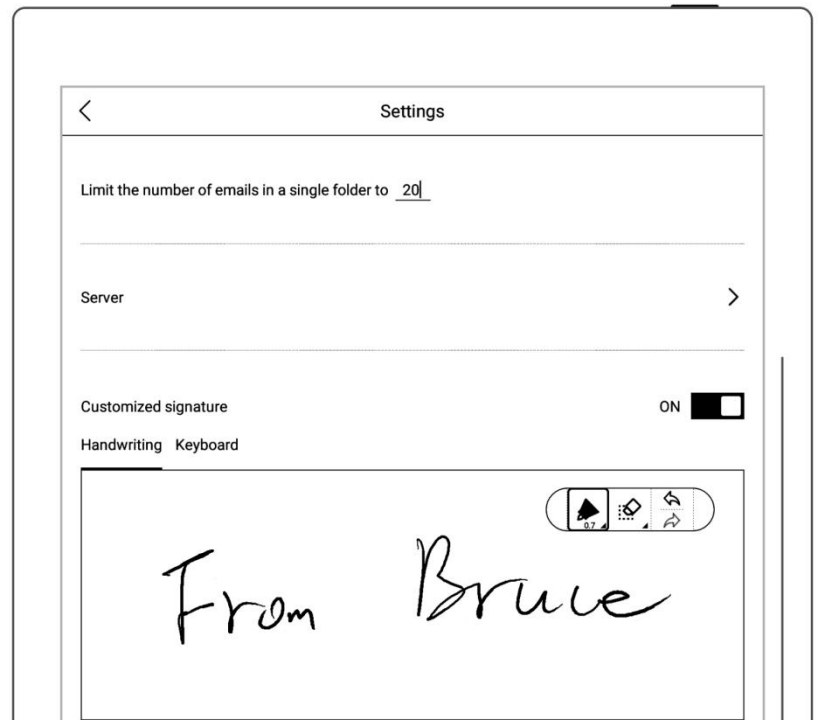 Settings
Limit the number of emails in a single folder to 20
Server
Customized signature ON
Handwriting Keyboard
0.7
From Bruce